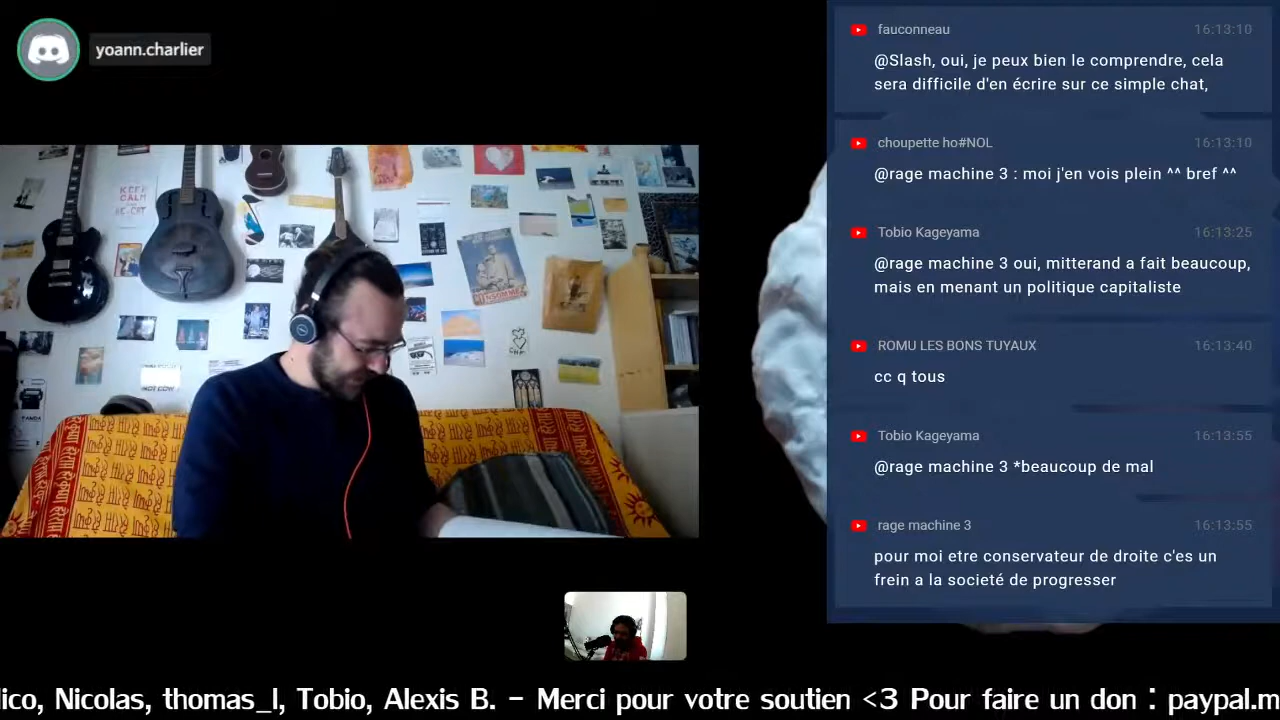 yoann.charlier
fauconneau 16:13:10
@Slash, oui, je peux bien le comprendre, cela
sera difficile d'en écrire sur ce simple chat,
choupette ho#NOL 16:13:10
@rage machine 3 : moi j'en vois plein ^^ bref ^^
Tobio Kageyama 16:13:25
@rage machine 3 oui, mitterand a fait beaucoup,
mais en menant un politique capitaliste
ROMU LES BONS TUYAUX 16:13:40
cc q tous
Tobio Kageyama 16:13:55
@rage machine 3 *beaucoup de mal
rage machine 3 16:13:55
pour moi etre conservateur de droite c'es un
frein a la societé de progresser
KEEP
CALM
lico, Nicolas, thomas_l, Tobio, Alexis B. - Merci pour votre soutien <3 Pour faire un don : paypal.m